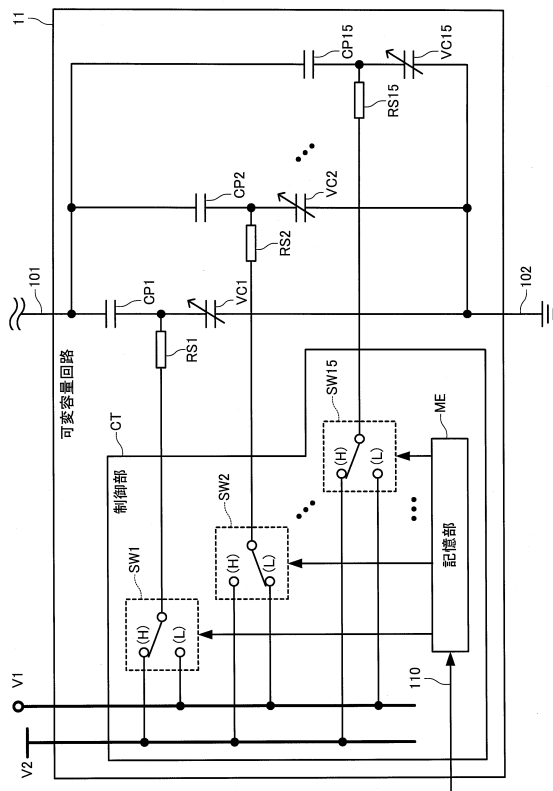 11
可変容量回路
101
102
CP1
VC1
RS1
CP2
VC2
RS2
CP15
VC15
RS15
CT
制御部
SW1
(H)
(L)
SW2
(H)
(L)
SW15
(H)
(L)
ME
記憶部
110
V1
V2